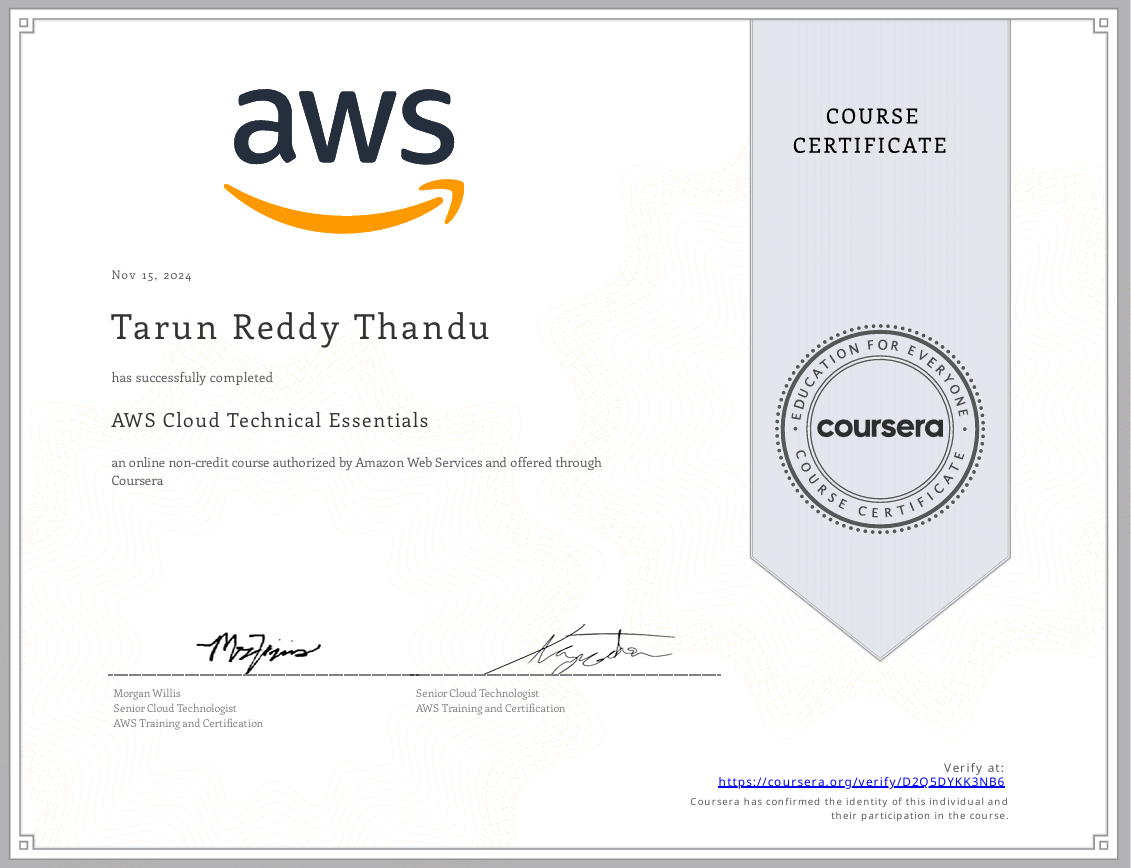 aws
COURSE
CERTIFICATE
Nov 15, 2024
Tarun Reddy Thandu
has successfully completed
AWS Cloud Technical Essentials
an online non-credit course authorized by Amazon Web Services and offered through
Coursera
EDUCATION FOR EVERYONE
coursera
COURSE CERTIFICATE
Morgan Willis
Senior Cloud Technologist
AWS Training and Certification
Senior Cloud Technologist
AWS Training and Certification
Verify at:
https://coursera.org/verify/D2Q5DYKK3NB6
Coursera has confirmed the identity of this individual and
their participation in the course.